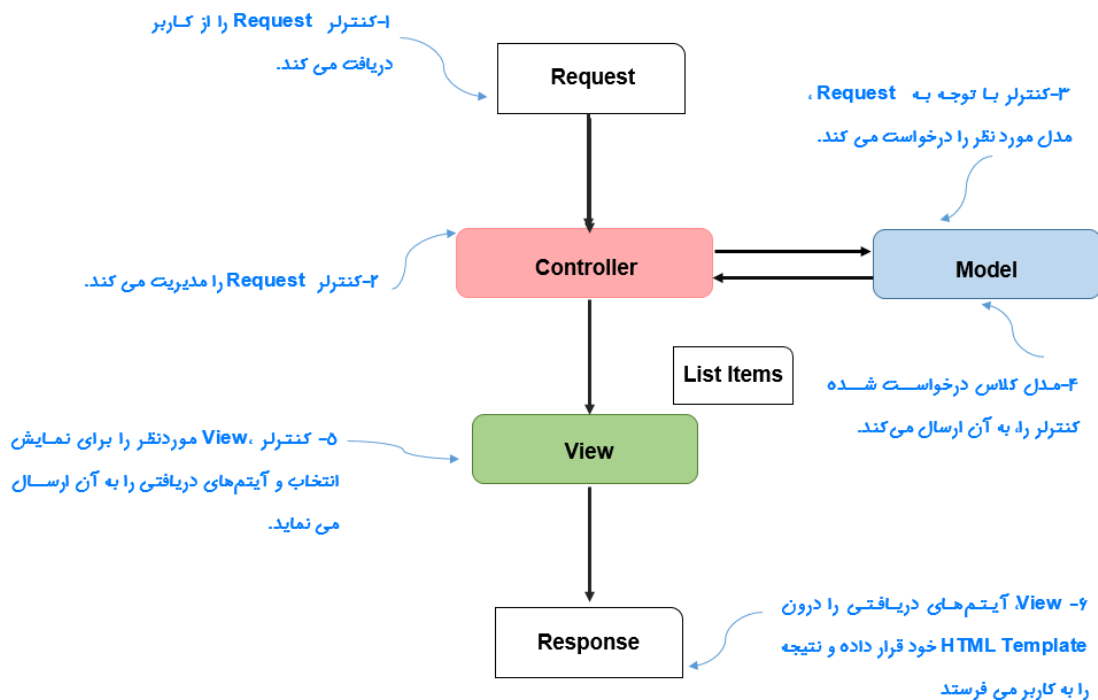 ۱-کنترلر Request را از کاربر
دریافت می کند.
Request
۳-کنترلر با توجه به Request ،
مدل مورد نظر را درخواست می کند.
Controller
Model
۲-کنترلر Request را مدیریت می کند.
List Items
۴-مدل کلاس درخواست شده
کنترلر را، به آن ارسال می‌کند.
۵- کنترلر ،View موردنظر را برای نمایش
انتخاب و آیتم‌های دریافتی را به آن ارسال
می نماید.
View
۶- View، آیتم‌های دریافتی را درون
HTML Template خود قرار داده و نتیجه
را به کاربر می فرستد
Response